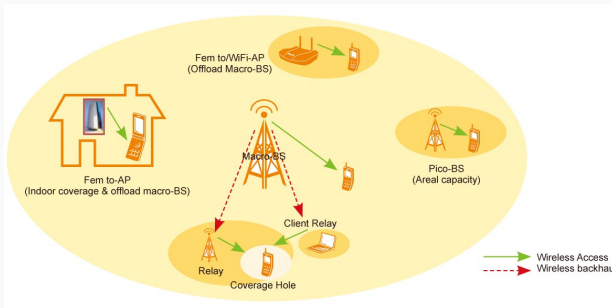 Fem to/WiFi-AP
(Offload Macro-BS)
Macro-BS
Fem to-AP
(Indoor coverage & offload macro-BS)
Pico-BS
(Areal capacity)
Client Relay
Relay
Coverage Hole
Wireless Access
Wireless backhau